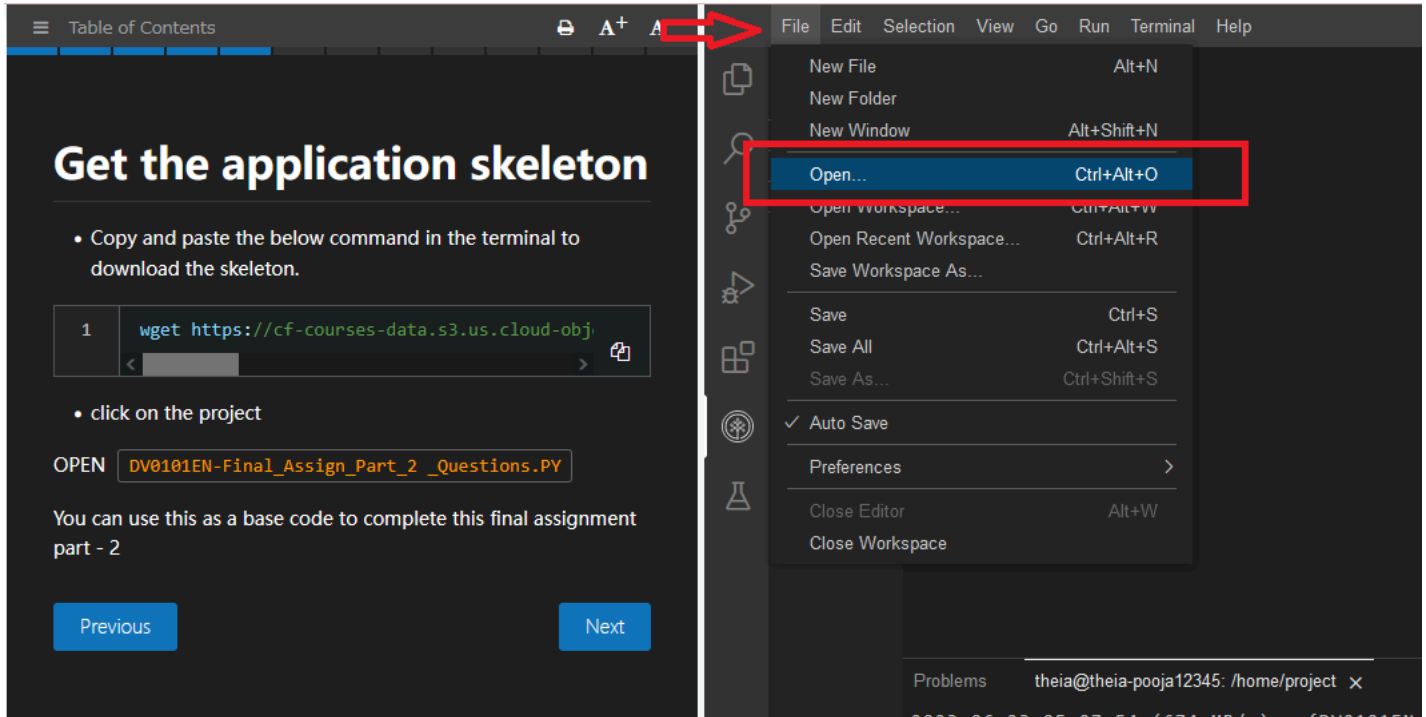 Table of Contents
A+ A
Get the application skeleton
• Copy and paste the below command in the terminal to
download the skeleton.
1 wget https://cf-courses-data.s3.us.cloud-obj
• click on the project
OPEN DV0101EN-Final_Assign_Part_2 _Questions.PY
You can use this as a base code to complete this final assignment
part - 2
Previous Next
File Edit Selection View Go Run Terminal Help
New File Alt+N
New Folder
New Window Alt+Shift+N
Open... Ctrl+Alt+O
Open Workspace... Ctrl+Alt+W
Open Recent Workspace... Ctrl+Alt+R
Save Workspace As...
Save Ctrl+S
Save All Ctrl+Alt+S
Save As... Ctrl+Shift+S
✓ Auto Save
Preferences >
Close Editor Alt+W
Close Workspace
Problems theia@theia-pooja12345: /home/project ×